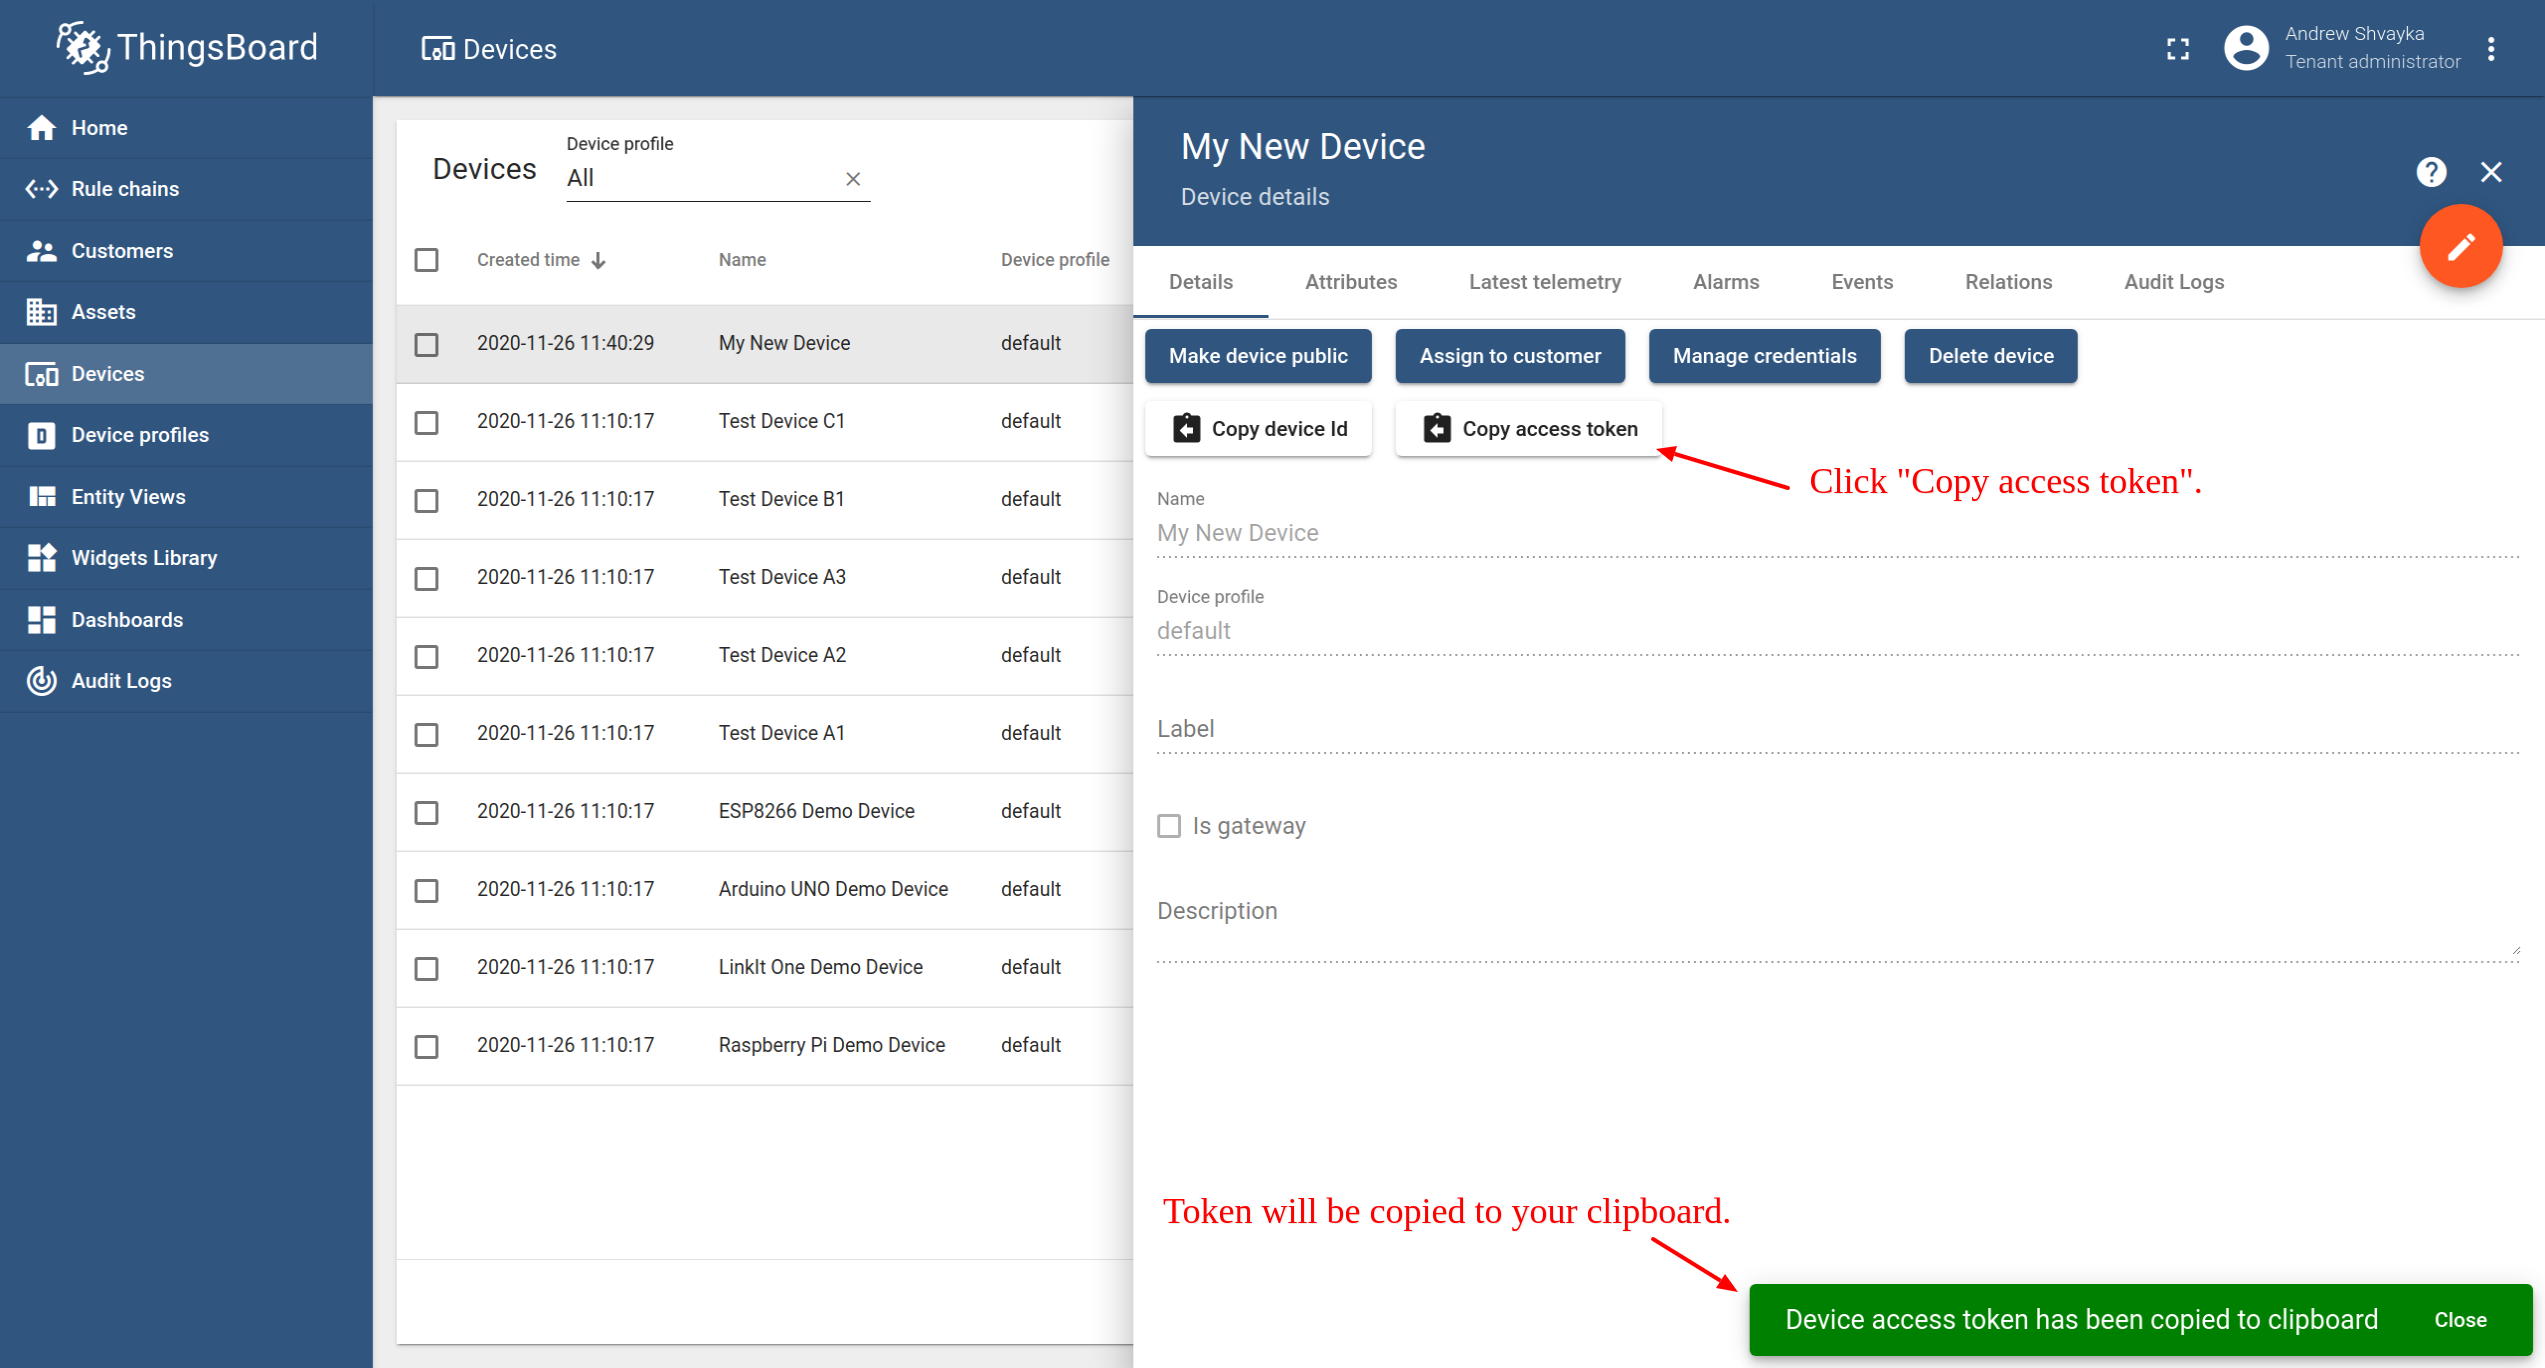 ThingsBoard
Devices
Andrew Shvayka
Tenant administrator
Home
Rule chains
Customers
Assets
Devices
Device profiles
Entity Views
Widgets Library
Dashboards
Audit Logs
Devices
Device profile
All
Created time Name Device profile
2020-11-26 11:40:29 My New Device default
2020-11-26 11:10:17 Test Device C1 default
2020-11-26 11:10:17 Test Device B1 default
2020-11-26 11:10:17 Test Device A3 default
2020-11-26 11:10:17 Test Device A2 default
2020-11-26 11:10:17 Test Device A1 default
2020-11-26 11:10:17 ESP8266 Demo Device default
2020-11-26 11:10:17 Arduino UNO Demo Device default
2020-11-26 11:10:17 LinkIt One Demo Device default
2020-11-26 11:10:17 Raspberry Pi Demo Device default
My New Device
Device details
Details Attributes Latest telemetry Alarms Events Relations Audit Logs
Make device public Assign to customer Manage credentials Delete device
Copy device Id Copy access token
Click "Copy access token".
Name
My New Device
Device profile
default
Label
Is gateway
Description
Token will be copied to your clipboard.
Device access token has been copied to clipboard Close